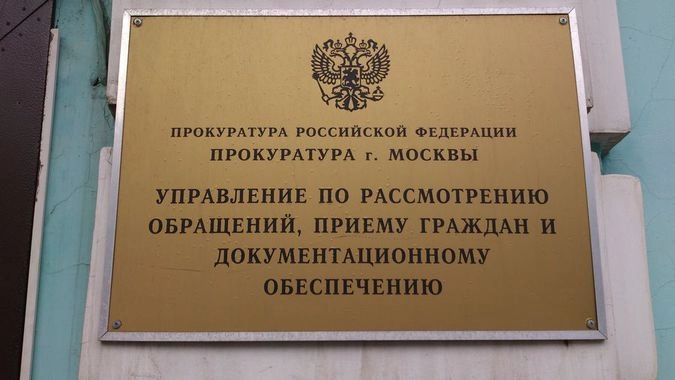 ПРОКУРАТУРА РОССИЙСКОЙ ФЕДЕРАЦИИ
ПРОКУРАТУРА г. МОСКВЫ
УПРАВЛЕНИЕ ПО РАССМОТРЕНИЮ
ОБРАЩЕНИЙ, ПРИЕМУ ГРАЖДАН И
ДОКУМЕНТАЦИОННОМУ
ОБЕСПЕЧЕНИЮ